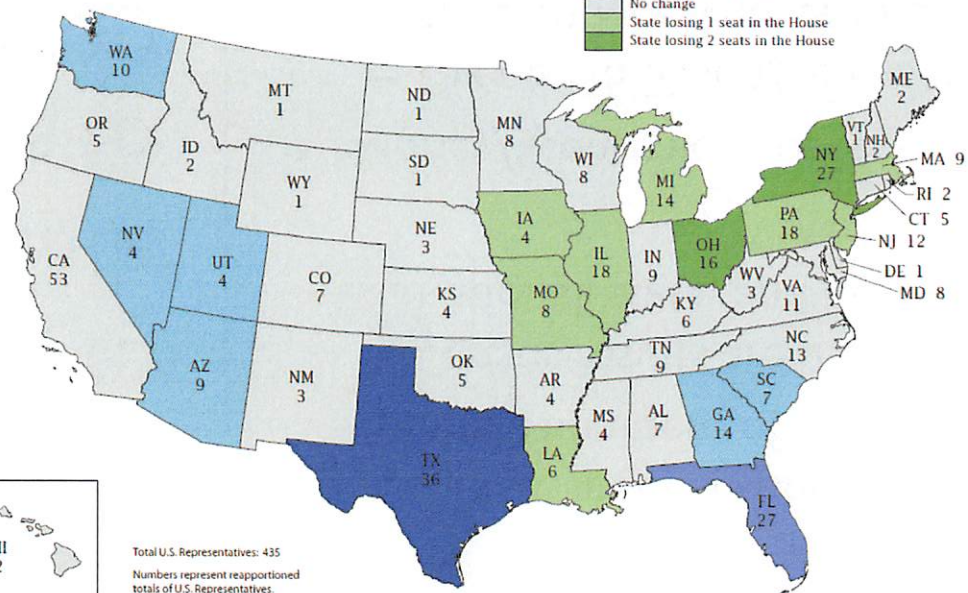 No change
State losing 1 seat in the House
State losing 2 seats in the House
WA
10
OR
5
ID
2
MT
1
ND
1
MN
8
SD
1
WI
8
MI
14
WY
1
NE
3
IA
4
IL
18
IN
9
OH
16
PA
18
NY
27
VT
1
NH
2
ME
2
MA 9
RI 2
CT 5
NJ 12
DE 1
MD 8
CA
53
NV
4
UT
4
CO
7
KS
4
MO
8
KY
6
WV
3
VA
11
AZ
9
NM
3
OK
5
AR
4
TN
9
NC
13
SC
7
TX
36
LA
6
MS
4
AL
7
GA
14
FL
27
Total U.S. Representatives: 435
Numbers represent reapportioned
totals of U.S. Representatives.